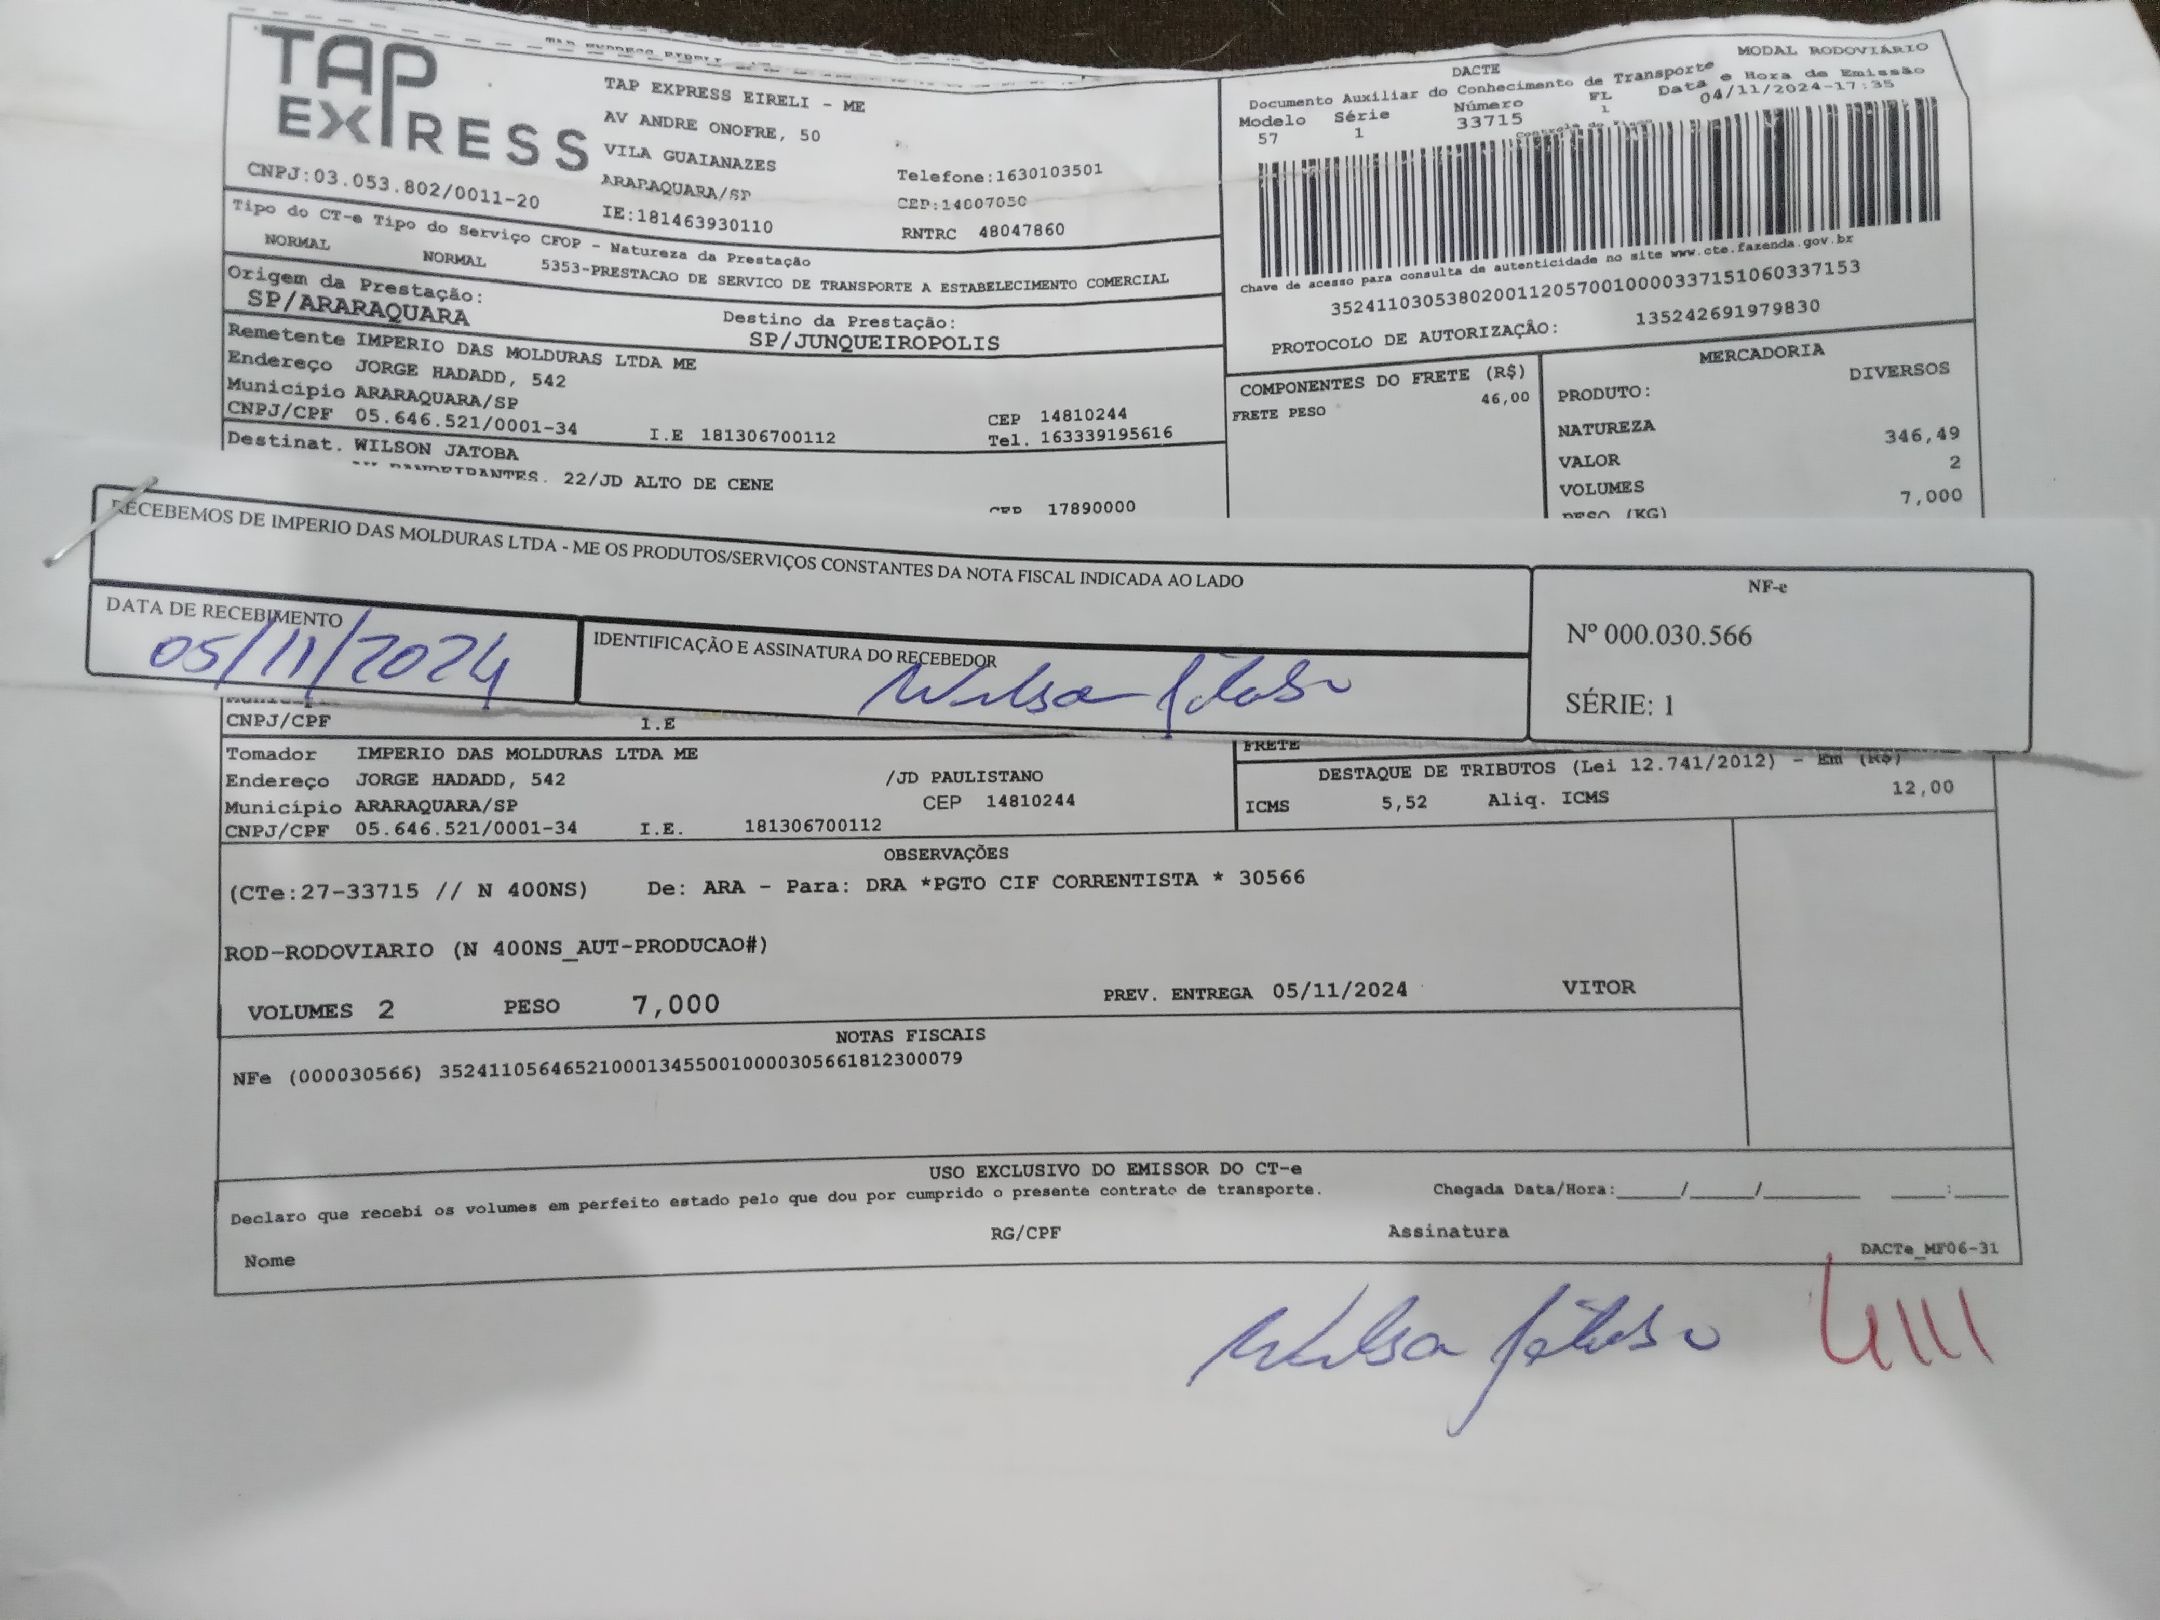 TAP EXPRESS
TAP EXPRESS EIRELI - ME
AV ANDRE ONOFRE, 50
VILA GUAIANAZES
ARARAQUARA/SP
CNPJ:03.053.802/0011-20
IE:181463930110
Telefone:1630103501
CEP:14807050
RNTRC 48047860
MODAL RODOVIÁRIO
DACTE
Documento Auxiliar do Conhecimento de Transporte
Modelo Série Número FL Data e Hora de Emissão
57 1 33715 1 04/11/2024-17:35
Chave de acesso para consulta de autenticidade no site www.cte.fazenda.gov.br
35241103053802001120570010000337151060337153
PROTOCOLO DE AUTORIZAÇÃO: 135242691979830
Tipo do CT-e Tipo do Serviço CFOP - Natureza da Prestação
NORMAL NORMAL 5353-PRESTACAO DE SERVICO DE TRANSPORTE A ESTABELECIMENTO COMERCIAL
Origem da Prestação: Destino da Prestação:
SP/ARARAQUARA SP/JUNQUEIROPOLIS
Remetente IMPERIO DAS MOLDURAS LTDA ME
Endereço JORGE HADADD, 542
Município ARARAQUARA/SP CEP 14810244
CNPJ/CPF 05.646.521/0001-34 I.E 181306700112 Tel. 163339195616
Destinat. WILSON JATOBA
22/JD ALTO DE CENE
CEP 17890000
COMPONENTES DO FRETE (R$)
FRETE PESO 46,00
MERCADORIA
PRODUTO: DIVERSOS
NATUREZA
VALOR 346,49
VOLUMES 2
PESO (KG) 7,000
RECEBEMOS DE IMPERIO DAS MOLDURAS LTDA - ME OS PRODUTOS/SERVIÇOS CONSTANTES DA NOTA FISCAL INDICADA AO LADO
DATA DE RECEBIMENTO
05/11/2024
IDENTIFICAÇÃO E ASSINATURA DO RECEBEDOR
Wilson Jatoba
NF-e
Nº 000.030.566
SÉRIE: 1
CNPJ/CPF I.E
Tomador IMPERIO DAS MOLDURAS LTDA ME
Endereço JORGE HADADD, 542 /JD PAULISTANO
Município ARARAQUARA/SP CEP 14810244
CNPJ/CPF 05.646.521/0001-34 I.E. 181306700112
FRETE
DESTAQUE DE TRIBUTOS (Lei 12.741/2012) - Em (R$)
ICMS 5,52 Aliq. ICMS 12,00
OBSERVAÇÕES
(CTe:27-33715 // N 400NS) De: ARA - Para: DRA *PGTO CIF CORRENTISTA * 30566
ROD-RODOVIARIO (N 400NS_AUT-PRODUCAO#)
VOLUMES 2 PESO 7,000 PREV. ENTREGA 05/11/2024 VITOR
NOTAS FISCAIS
NFe (000030566) 35241105646521000134550010000305661812300079
USO EXCLUSIVO DO EMISSOR DO CT-e
Declaro que recebi os volumes em perfeito estado pelo que dou por cumprido o presente contrato de transporte. Chegada Data/Hora:_____/_____/________ ____:____
Nome RG/CPF Assinatura
DACTe_MF06-31
Wilson Jatoba